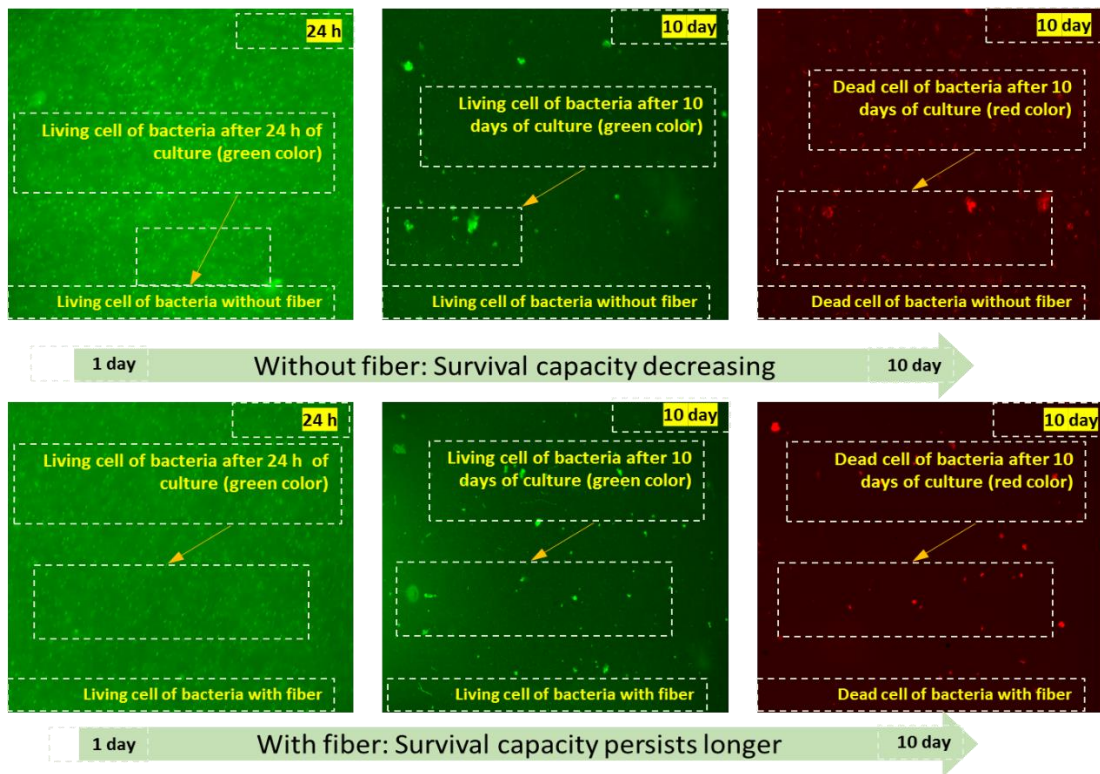 24 h
Living cell of bacteria after 24 h of
culture (green color)
Living cell of bacteria without fiber
10 day
Living cell of bacteria after 10
days of culture (green color)
Living cell of bacteria without fiber
10 day
Dead cell of bacteria after 10
days of culture (red color)
Dead cell of bacteria without fiber
1 day
Without fiber: Survival capacity decreasing
10 day
24 h
Living cell of bacteria after 24 h of
culture (green color)
Living cell of bacteria with fiber
10 day
Living cell of bacteria after 10
days of culture (green color)
Living cell of bacteria with fiber
10 day
Dead cell of bacteria after 10
days of culture (red color)
Dead cell of bacteria with fiber
1 day
With fiber: Survival capacity persists longer
10 day